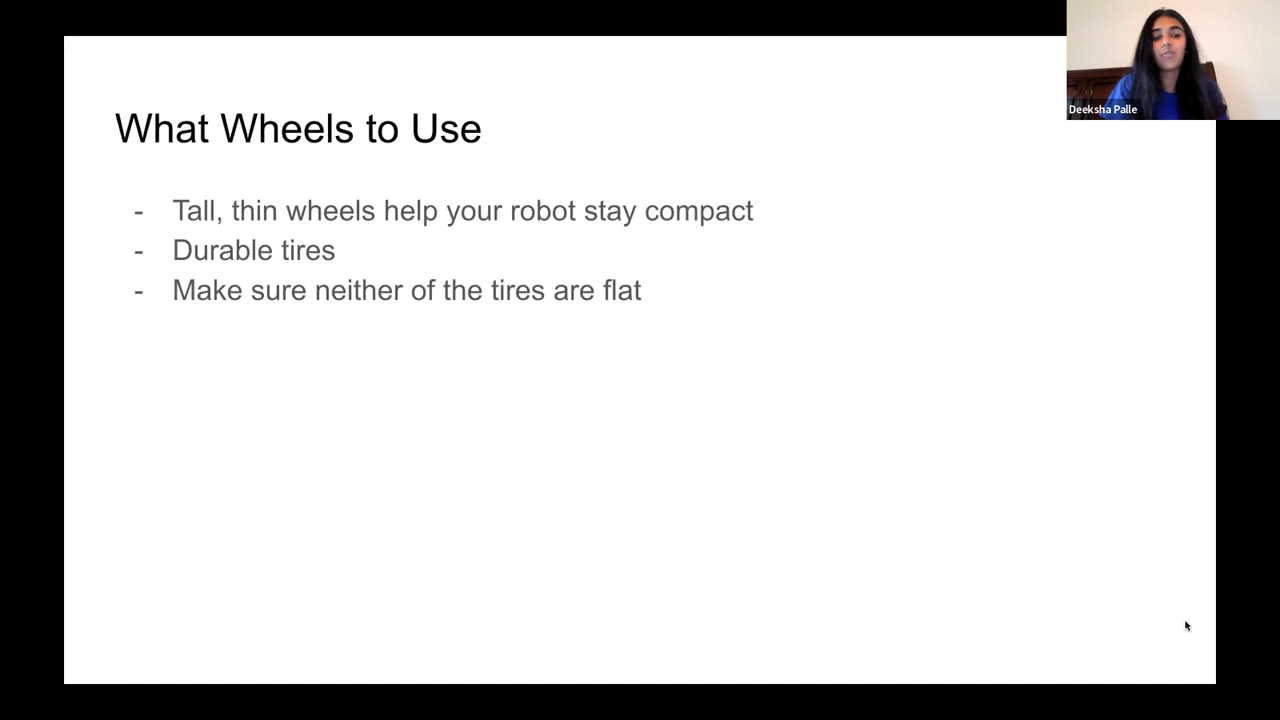 Deeksha Palle
What Wheels to Use
- Tall, thin wheels help your robot stay compact
- Durable tires
- Make sure neither of the tires are flat